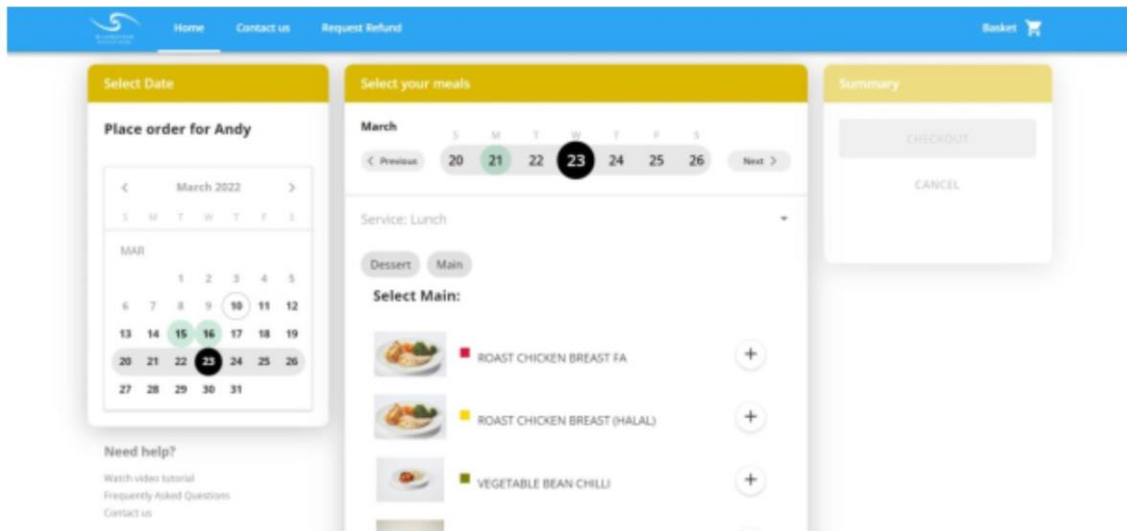 Home Contact us Request Refund Basket
Select Date
Place order for Andy
March 2022
S M T W T F S
MAR
1 2 3 4 5
6 7 8 9 10 11 12
13 14 15 16 17 18 19
20 21 22 23 24 25 26
27 28 29 30 31
Need help?
Watch video tutorial
Frequently Asked Questions
Contact us
Select your meals
March
S M T W T F S
Previous 20 21 22 23 24 25 26 Next
Service: Lunch
Dessert Main
Select Main:
ROAST CHICKEN BREAST FA
ROAST CHICKEN BREAST (HALAL)
VEGETABLE BEAN CHILLI
Summary
CHECKOUT
CANCEL